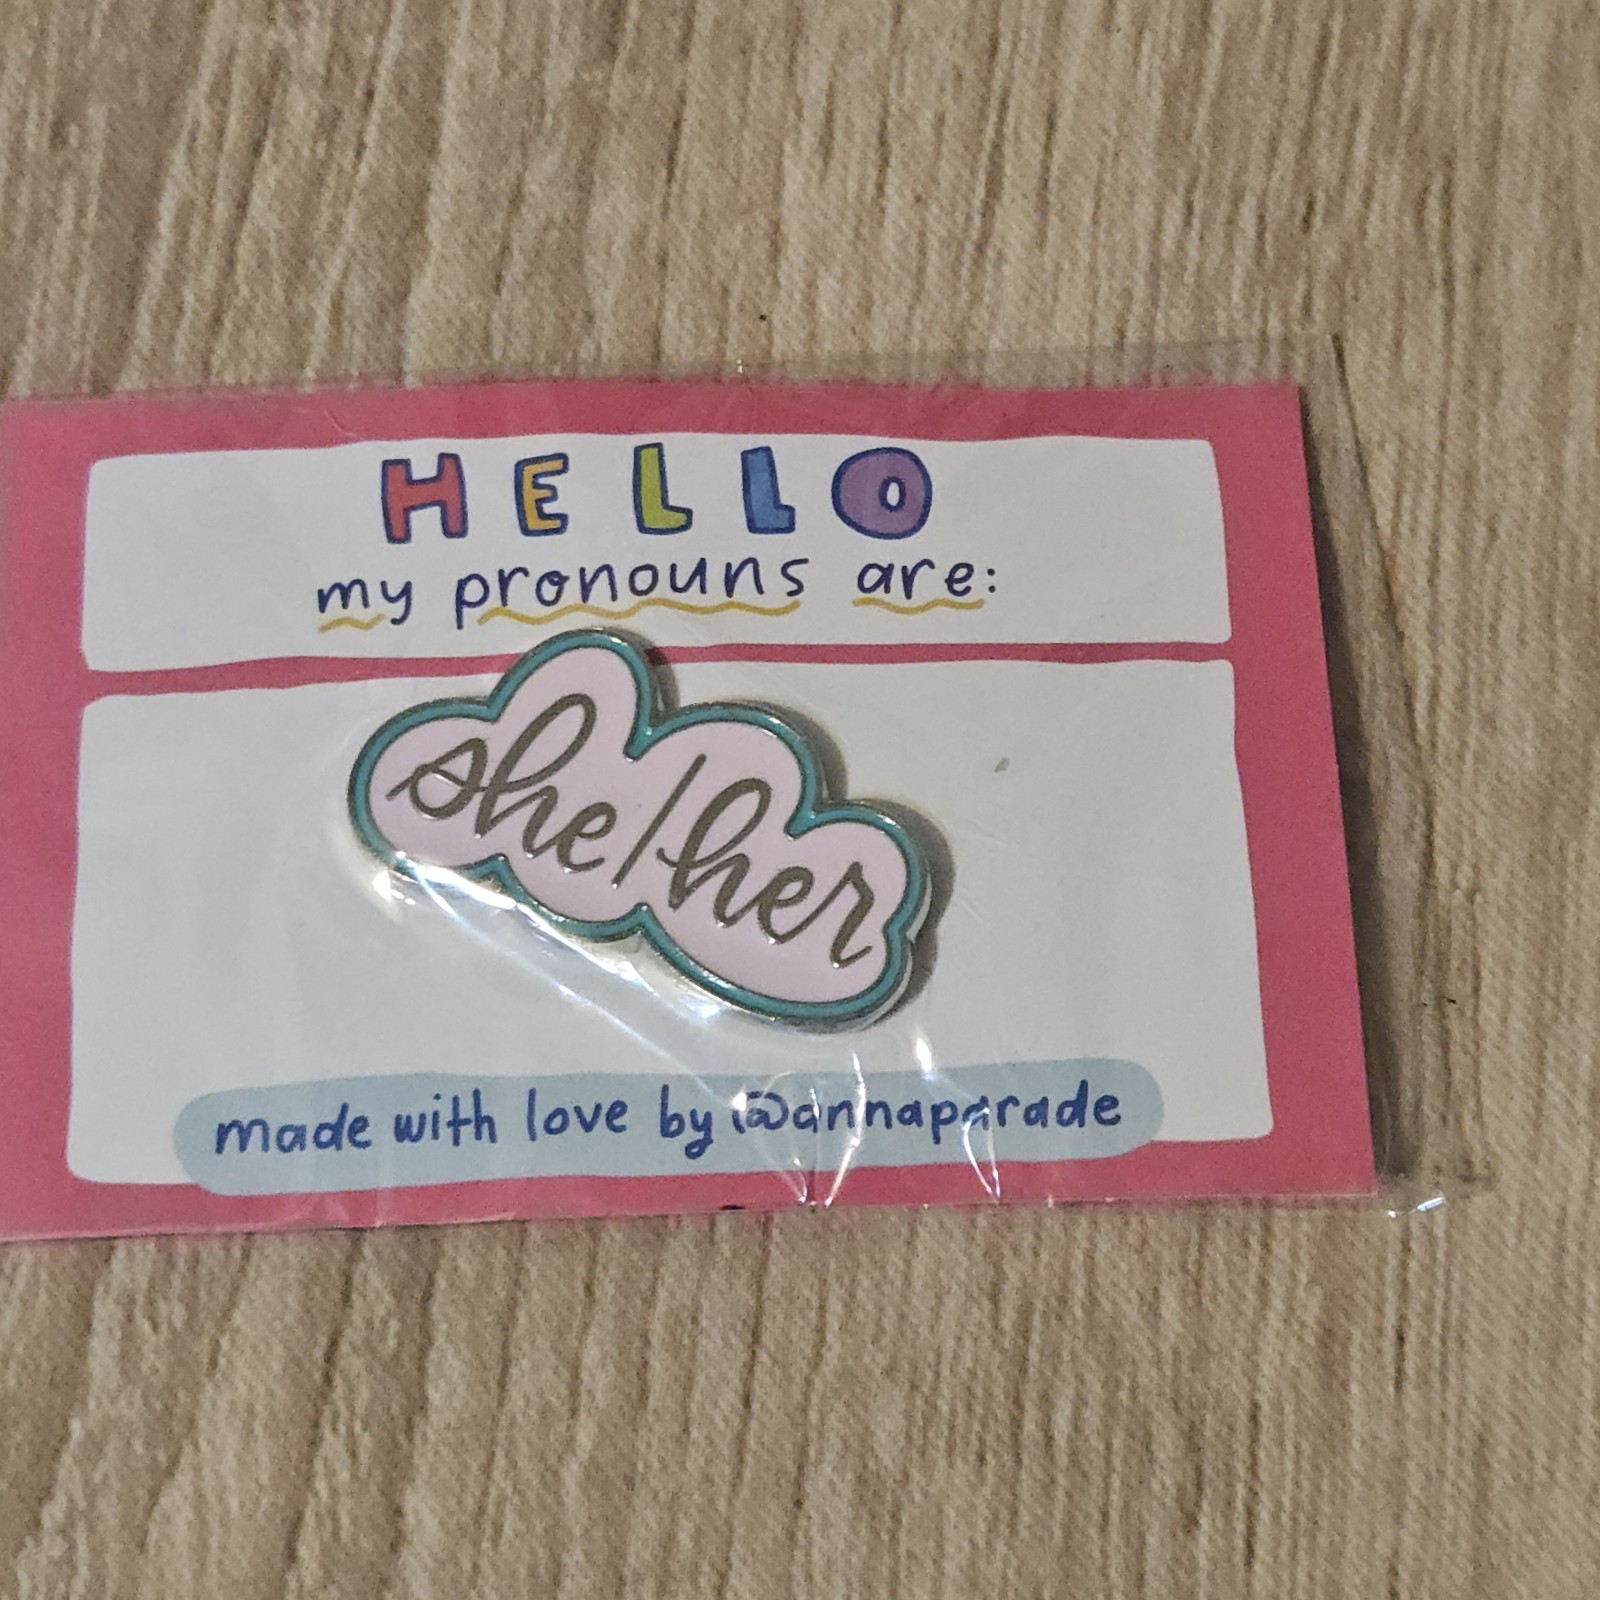 HELLO
my pronouns are:
she/her
made with love by @annaparade